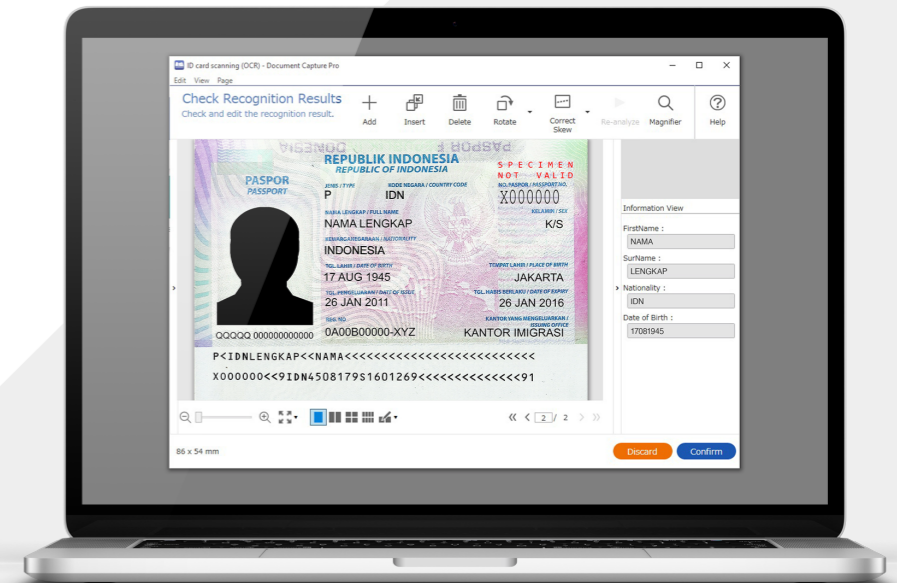 ID card scanning (OCR) - Document Capture Pro
Edit View Page
Check Recognition Results
Check and edit the recognition result.
Add
Insert
Delete
Rotate
Correct Skew
Re-analyze
Magnifier
Help
REPUBLIK INDONESIA
REPUBLIC OF INDONESIA
SPECIMEN
NOT VALID
PASPOR
PASSPORT
JENIS / TYPE
KODE NEGARA / COUNTRY CODE
NO. PASPOR / PASSPORT NO.
P
IDN
X000000
NAMA LENGKAP / FULL NAME
KELAMIN / SEX
NAMA LENGKAP
K/S
KEWARGANEGARAAN / NATIONALITY
INDONESIA
TGL. LAHIR / DATE OF BIRTH
TEMPAT LAHIR / PLACE OF BIRTH
17 AUG 1945
JAKARTA
TGL. PENGELUARAN / DATE OF ISSUE
TGL. HABIS BERLAKU / DATE OF EXPIRY
26 JAN 2011
26 JAN 2016
KANTOR YANG MENGELUARKAN /
ISSUING OFFICE
QQQQQ 000000000000
0A00B00000-XYZ
KANTOR IMIGRASI
P<IDNLENGKAP<<NAMA<<<<<<<<<<<<<<<<<<<<<<<<<<
X000000<<9IDN4508179S1601269<<<<<<<<<<<<<<91
Information View
FirstName :
NAMA
SurName :
LENGKAP
Nationality :
IDN
Date of Birth :
17081945
2 / 2
86 x 54 mm
Discard
Confirm